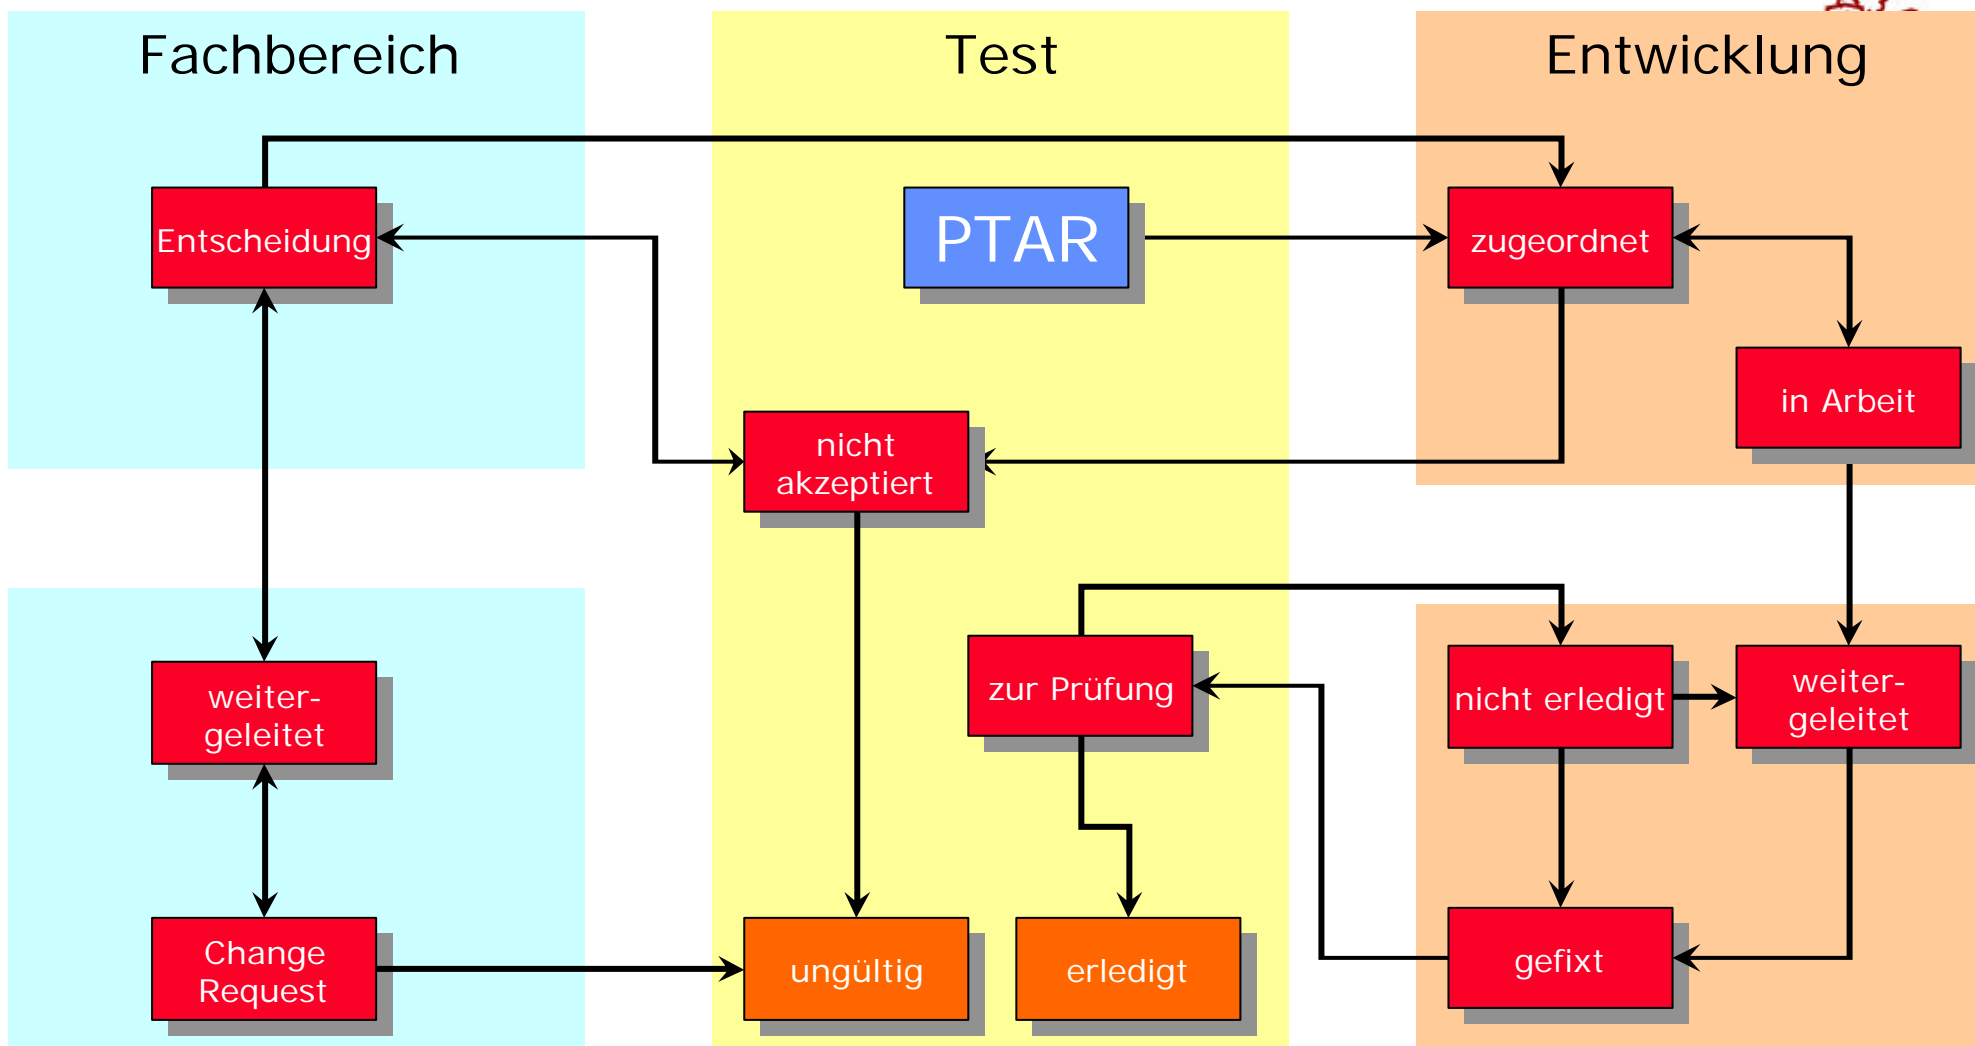 Fachbereich
Test
Entwicklung
Entscheidung
PTAR
zugeordnet
in Arbeit
nicht
akzeptiert
weiter-
geleitet
zur Prüfung
nicht erledigt
weiter-
geleitet
Change
Request
ungültig
erledigt
gefixt